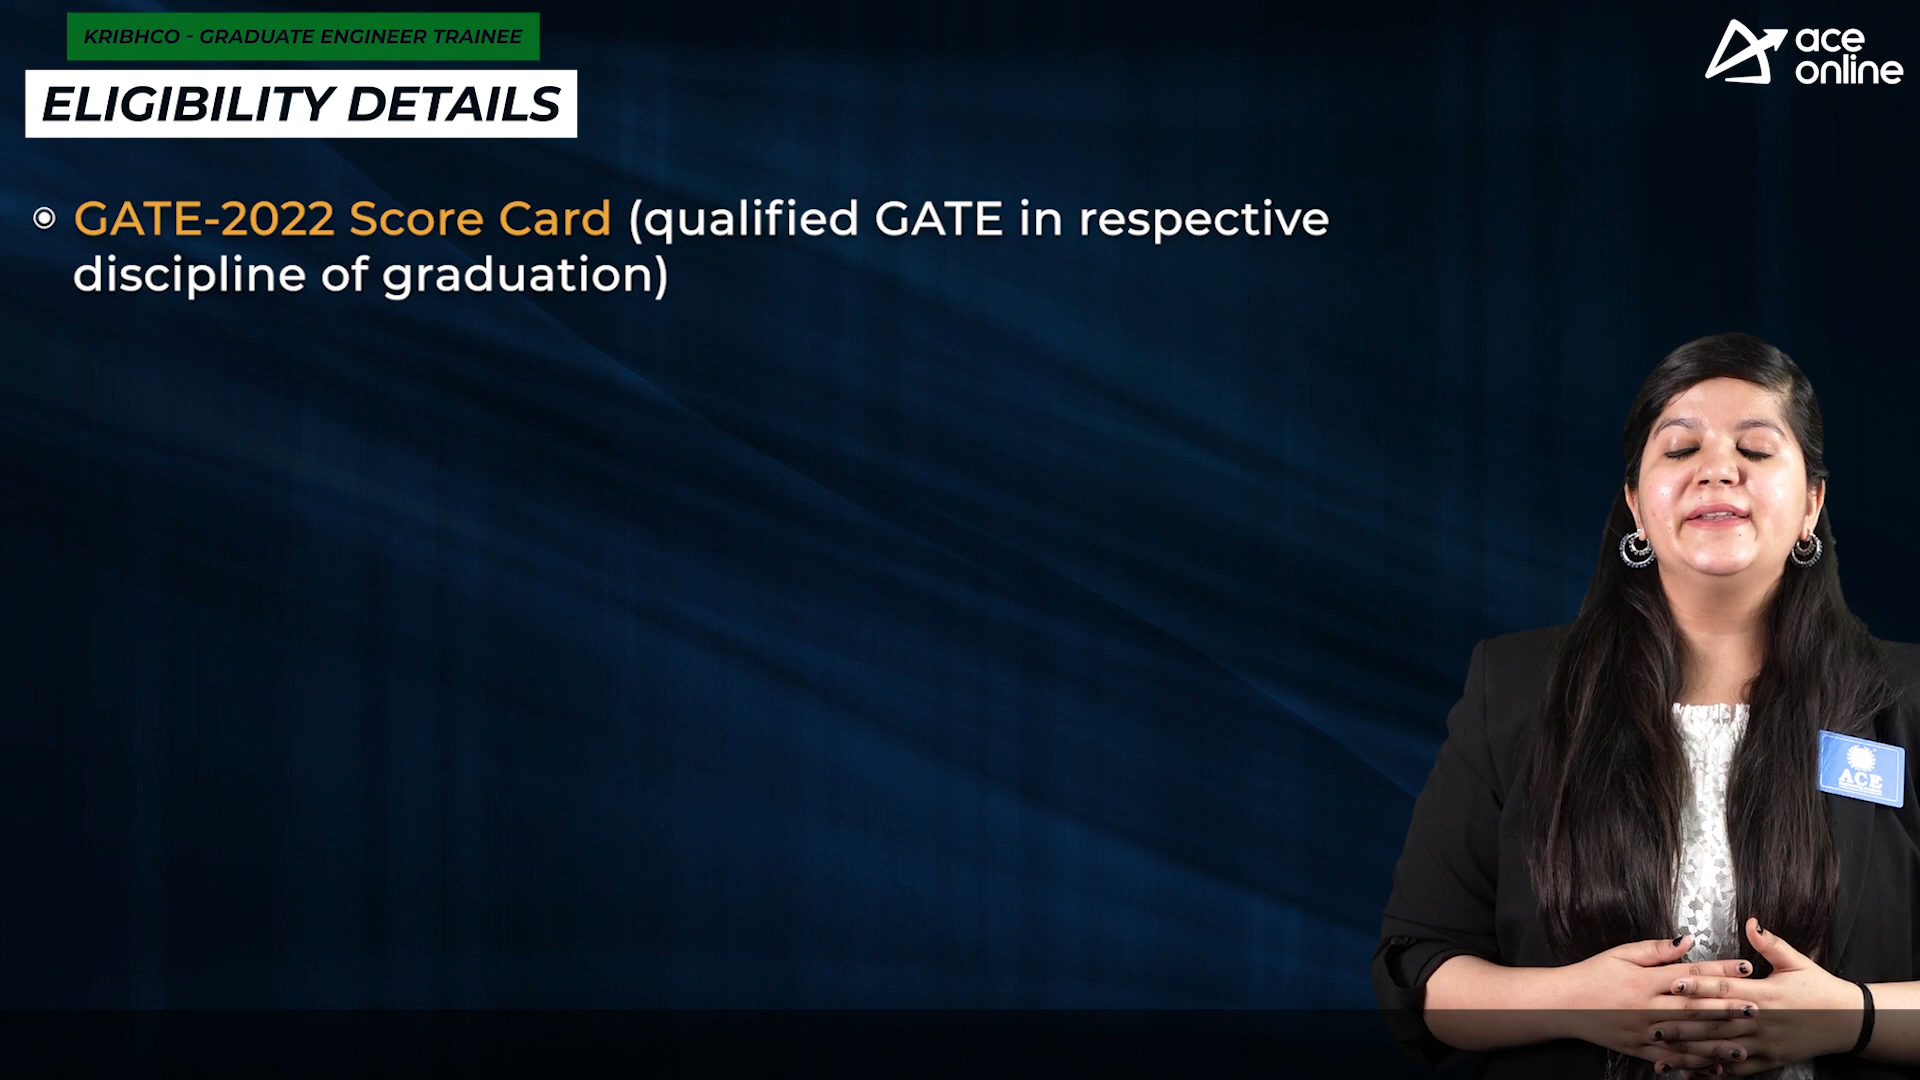 KRIBHCO - GRADUATE ENGINEER TRAINEE
ELIGIBILITY DETAILS
ace
online
GATE-2022 Score Card (qualified GATE in respective
discipline of graduation)
ACE